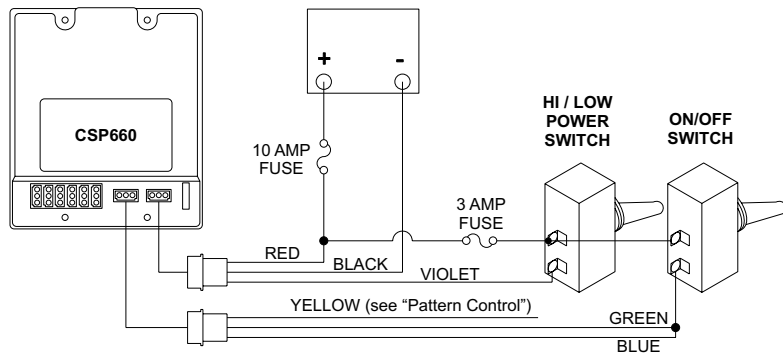 + -
HI / LOW
POWER
SWITCH
ON/OFF
SWITCH
CSP660
10 AMP
FUSE
3 AMP
FUSE
RED
BLACK
VIOLET
YELLOW (see “Pattern Control”)
GREEN
BLUE